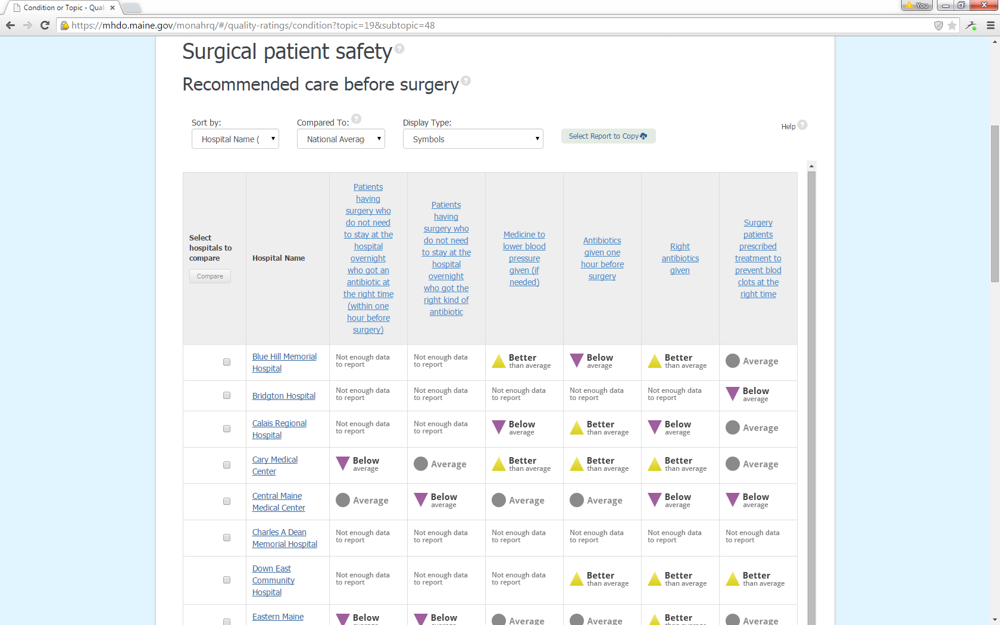 Condition or Topic - Quali
You
https://mhdo.maine.gov/monahrq/#/quality-ratings/condition?topic=19&subtopic=48
Surgical patient safety ?
Recommended care before surgery ?
Sort by:
Compared To: ?
Display Type:
Hospital Name (
National Averag
Symbols
Select Report to Copy
Help ?
Select
hospitals to
compare
Compare
Hospital Name
Patients
having
surgery who
do not need
to stay at the
hospital
overnight
who got an
antibiotic at
the right time
(within one
hour before
surgery)
Patients
having
surgery who
do not need
to stay at the
hospital
overnight
who got the
right kind of
antibiotic
Medicine to
lower blood
pressure
given (if
needed)
Antibiotics
given one
hour before
surgery
Right
antibiotics
given
Surgery
patients
prescribed
treatment to
prevent blod
clots at the
right time
Blue Hill Memorial
Hospital
Not enough data
to report
Not enough data
to report
Better
than average
Below
average
Better
than average
Average
Bridgton Hospital
Not enough data
to report
Not enough data
to report
Not enough data
to report
Not enough data
to report
Not enough data
to report
Below
average
Calais Regional
Hospital
Not enough data
to report
Not enough data
to report
Below
average
Better
than average
Below
average
Average
Cary Medical
Center
Below
average
Average
Better
than average
Better
than average
Better
than average
Average
Central Maine
Medical Center
Average
Below
average
Average
Average
Below
average
Below
average
Charles A Dean
Memorial Hospital
Not enough data
to report
Not enough data
to report
Not enough data
to report
Not enough data
to report
Not enough data
to report
Not enough data
to report
Down East
Community
Hospital
Not enough data
to report
Not enough data
to report
Not enough data
to report
Better
than average
Better
than average
Better
than average
Eastern Maine
Below
average
Below
average
Average
Average
Better
than average
Average